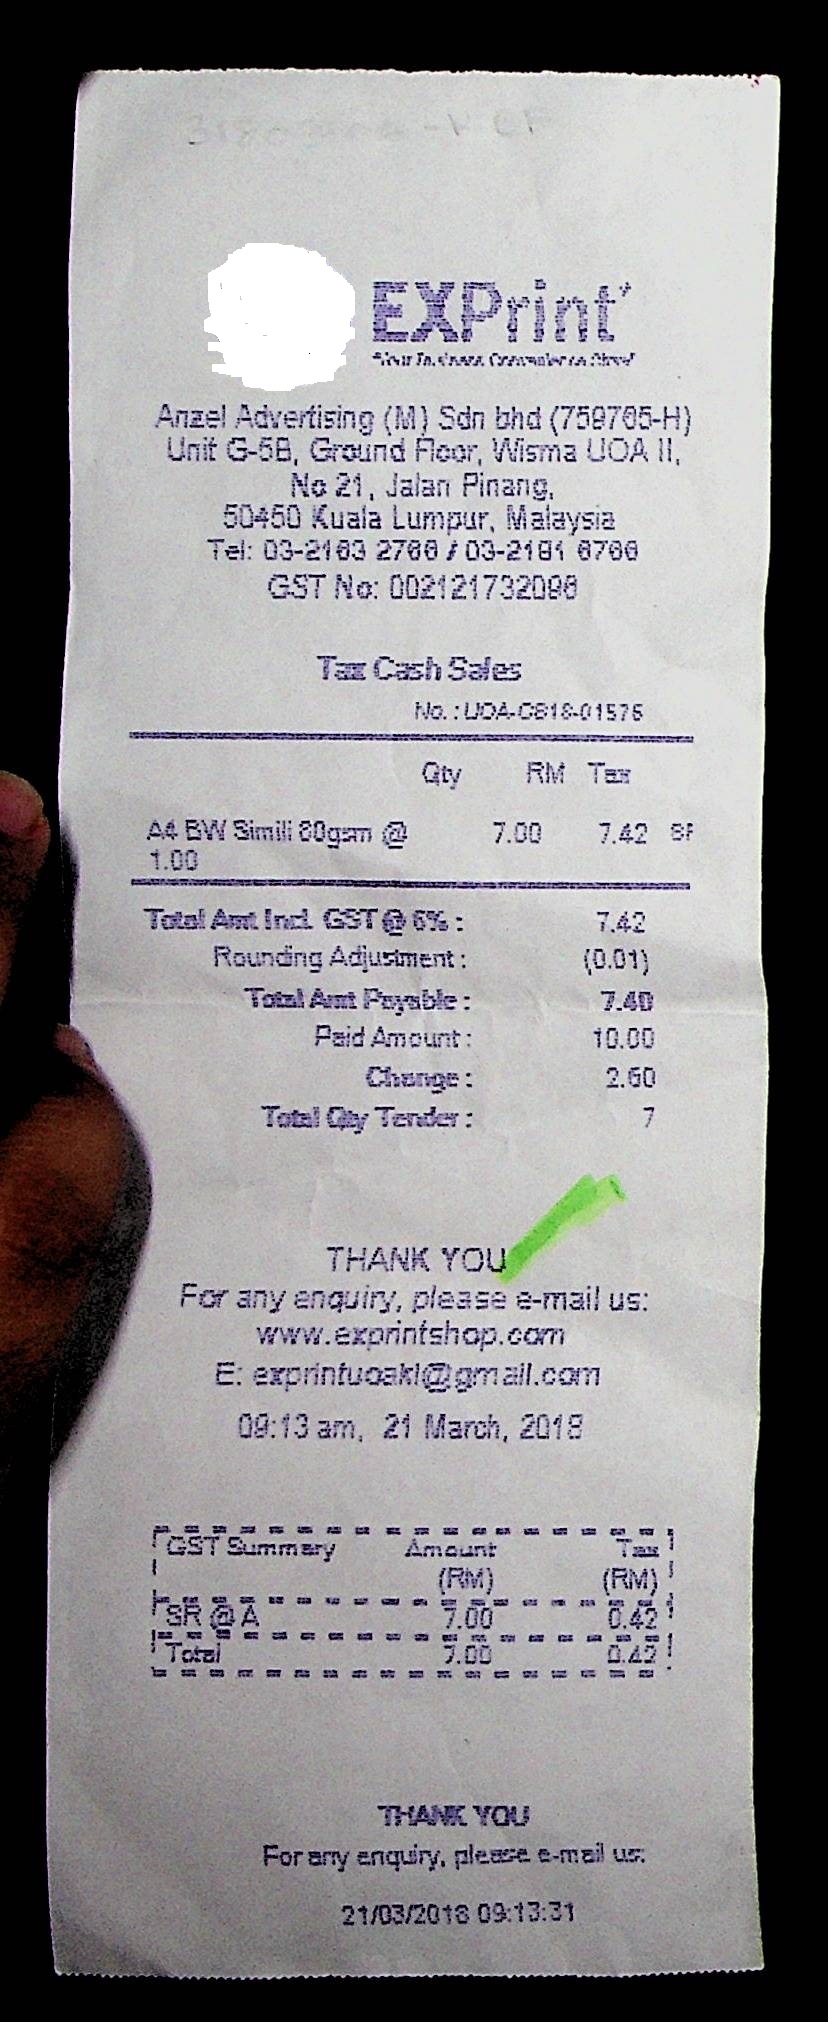 EXPrint
"Your Business Convenience Store"
Anzel Advertising (M) Sdn bhd (759765-H)
Unit G-5B, Ground Floor, Wisma UOA II,
No 21, Jalan Pinang,
50450 Kuala Lumpur, Malaysia
Tel: 03-2163 2766 / 03-2181 6766
GST No: 002121732096
Tax Cash Sales
No. : UOA-CB18-01576
Qty RM Tax
A4 BW Simili 80gsm @ 7.00 7.42 SF
1.00
Total Amt Incl. GST @ 6% : 7.42
Rounding Adjustment : (0.01)
Total Amt Payable : 7.40
Paid Amount : 10.00
Change : 2.60
Total Qty Tender : 7
THANK YOU
For any enquiry, please e-mail us:
www.exprintshop.com
E: exprintuoakl@gmail.com
09:13 am, 21 March, 2018
GST Summary Amount Tax
(RM) (RM)
SR @ A 7.00 0.42
Total 7.00 0.42
THANK YOU
For any enquiry, please e-mail us:
21/03/2018 09:13:31